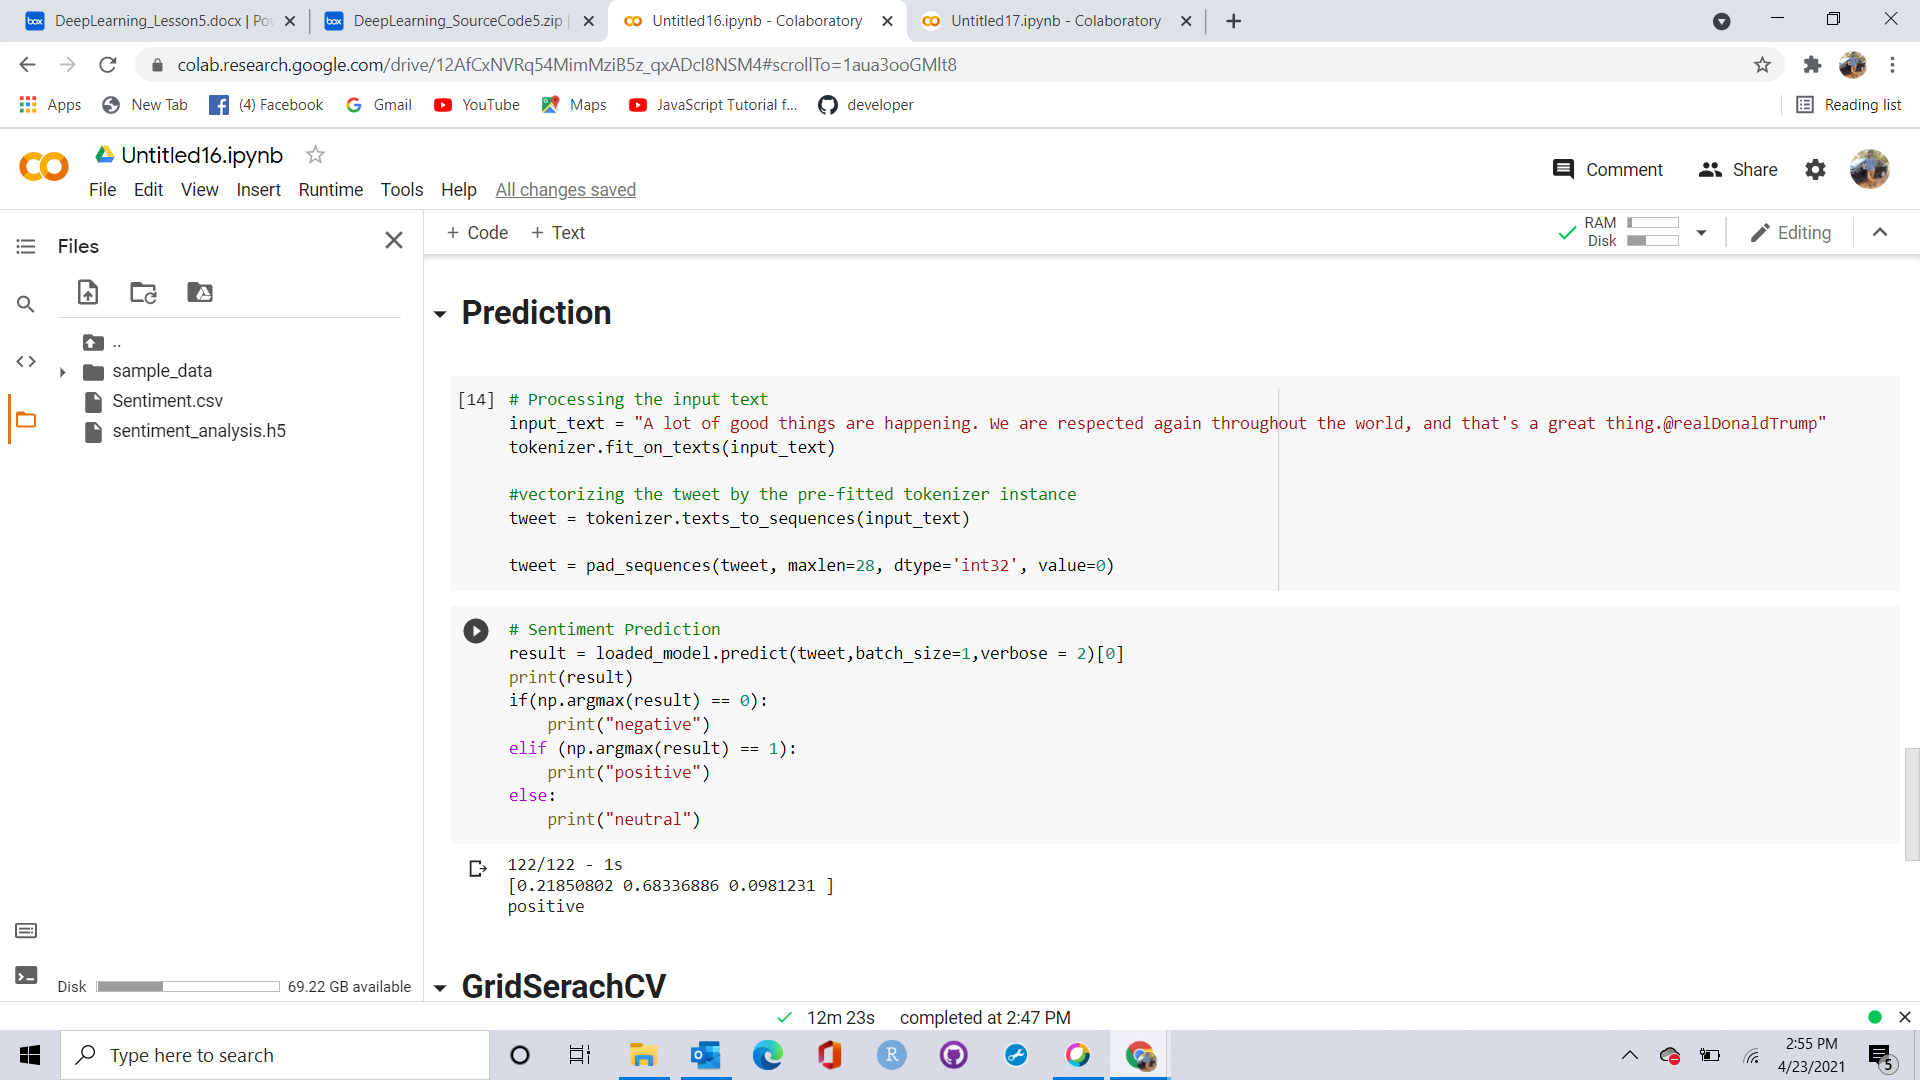 DeepLearning_Lesson5.docx | Po
DeepLearning_SourceCode5.zip |
Untitled16.ipynb - Colaboratory
Untitled17.ipynb - Colaboratory
colab.research.google.com/drive/12AfCxNVRq54MimMziB5z_qxADcI8NSM4#scrollTo=1aua3ooGMlt8
Apps
New Tab
(4) Facebook
Gmail
YouTube
Maps
JavaScript Tutorial f...
developer
Reading list
Untitled16.ipynb
File Edit View Insert Runtime Tools Help All changes saved
Comment
Share
Files
+ Code + Text
RAM
Disk
Editing
..
sample_data
Sentiment.csv
sentiment_analysis.h5
Disk
69.22 GB available
Prediction
[14] # Processing the input text
input_text = "A lot of good things are happening. We are respected again throughout the world, and that's a great thing.@realDonaldTrump"
tokenizer.fit_on_texts(input_text)
#vectorizing the tweet by the pre-fitted tokenizer instance
tweet = tokenizer.texts_to_sequences(input_text)
tweet = pad_sequences(tweet, maxlen=28, dtype='int32', value=0)
# Sentiment Prediction
result = loaded_model.predict(tweet,batch_size=1,verbose = 2)[0]
print(result)
if(np.argmax(result) == 0):
print("negative")
elif (np.argmax(result) == 1):
print("positive")
else:
print("neutral")
122/122 - 1s
[0.21850802 0.68336886 0.0981231 ]
positive
GridSerachCV
12m 23s completed at 2:47 PM
Type here to search
2:55 PM
4/23/2021
5